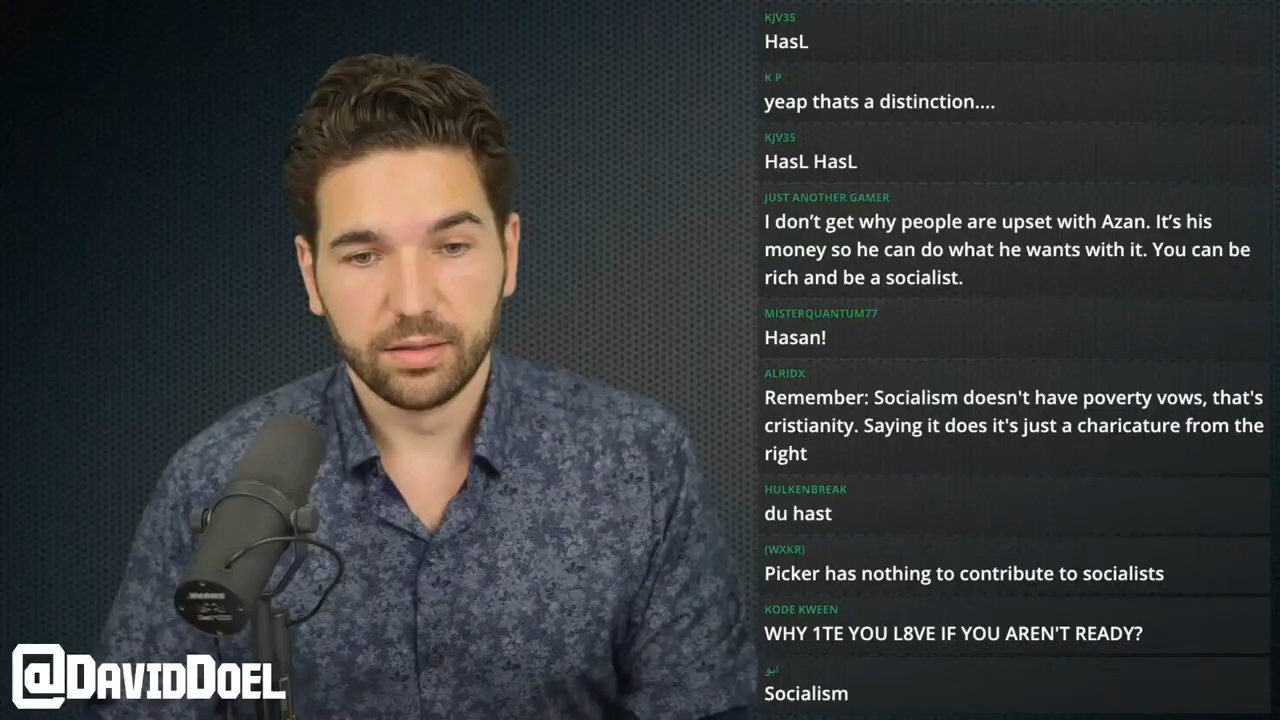 KJV35
HasL
K P
yeap thats a distinction....
KJV35
HasL HasL
JUST ANOTHER GAMER
I don’t get why people are upset with Azan. It’s his
money so he can do what he wants with it. You can be
rich and be a socialist.
MISTERQUANTUM77
Hasan!
ALRIDX
Remember: Socialism doesn't have poverty vows, that's
cristianity. Saying it does it's just a charicature from the
right
HULKENBREAK
du hast
(WXKR)
Picker has nothing to contribute to socialists
KODE KWEEN
WHY 1TE YOU L8VE IF YOU AREN'T READY?
ابو
Socialism
@DAVIDDOEL